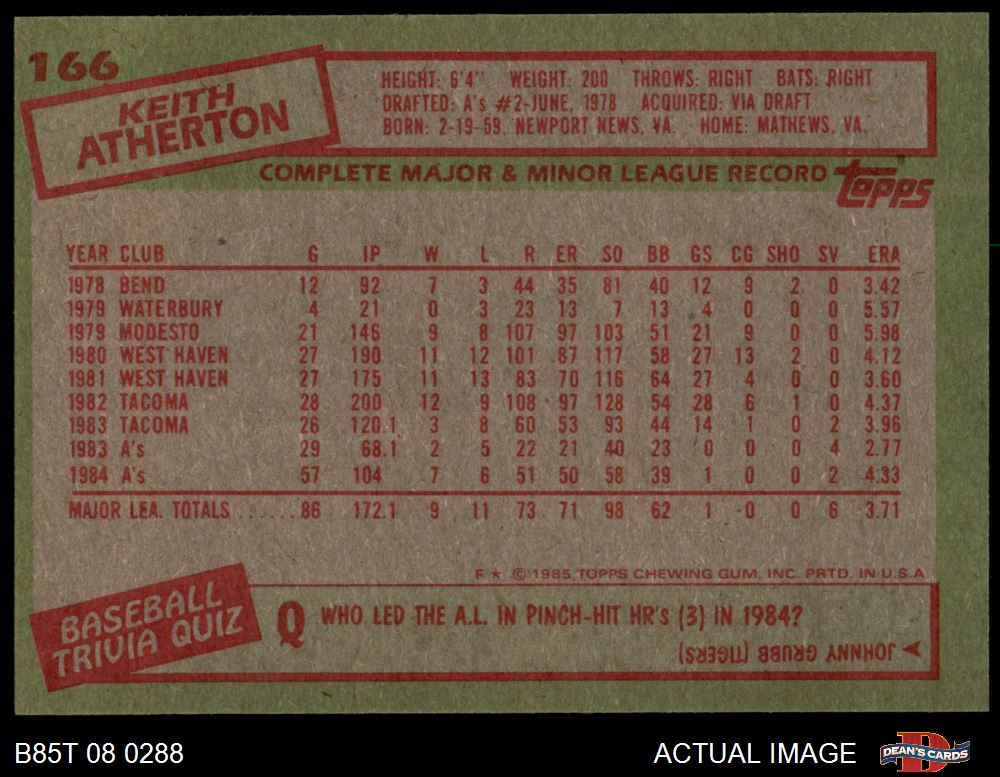 166
KEITH
ATHERTON
HEIGHT: 6'4" WEIGHT: 200 THROWS: RIGHT BATS: RIGHT
DRAFTED: A's #2-JUNE, 1978 ACQUIRED: VIA DRAFT
BORN: 2-19-59, NEWPORT NEWS, VA. HOME: MATHEWS, VA.
COMPLETE MAJOR & MINOR LEAGUE RECORD topps
YEAR CLUB G IP W L R ER SO BB GS CG SHO SV ERA
1978 BEND 12 92 7 3 44 35 81 40 12 9 2 0 3.42
1979 WATERBURY 4 21 0 3 23 13 7 13 4 0 0 0 5.57
1979 MODESTO 21 146 9 8 107 97 103 51 21 9 0 0 5.98
1980 WEST HAVEN 27 190 11 12 101 87 117 58 27 13 2 0 4.12
1981 WEST HAVEN 27 175 11 13 83 70 116 64 27 4 0 0 3.60
1982 TACOMA 28 200 12 9 108 97 128 54 28 6 1 0 4.37
1983 TACOMA 26 120.1 3 8 60 53 93 44 14 1 0 2 3.96
1983 A's 29 68.1 2 5 22 21 40 23 0 0 0 4 2.77
1984 A's 57 104 7 6 51 50 58 39 1 0 0 2 4.33
MAJOR LEA. TOTALS ......86 172.1 9 11 73 71 98 62 1 0 0 6 3.71
F ★ © 1985 TOPPS CHEWING GUM, INC. PRTD. IN U.S.A
BASEBALL
TRIVIA QUIZ
Q WHO LED THE A.L. IN PINCH-HIT HR's (3) IN 1984?
JOHNNY GRUBB (TIGERS)
B85T 08 0288 ACTUAL IMAGE DEAN'S CARDS